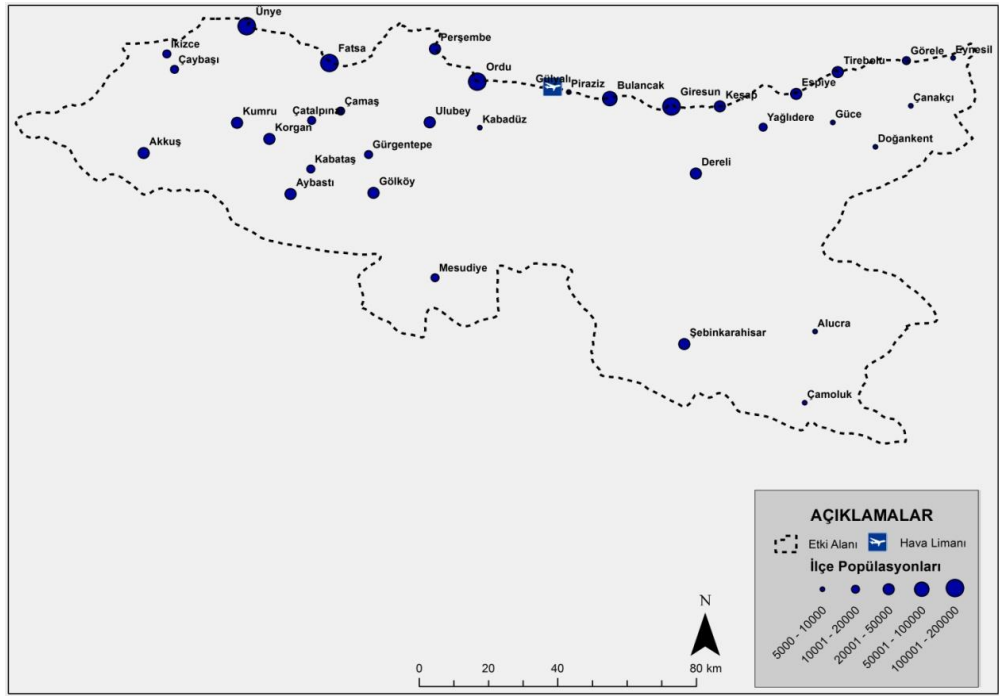 Ünye
İkizce
Çaybaşı
Fatsa
Perşembe
Ordu
Gülyalı
Piraziz
Bulancak
Giresun
Keşap
Espiye
Tirebolu
Görele
Eynesil
Çanakçı
Güce
Yağlıdere
Doğankent
Kumru
Korgan
Çatalpınar
Çamaş
Ulubey
Kabadüz
Akkuş
Gürgentepe
Kabataş
Aybastı
Gölköy
Dereli
Mesudiye
Şebinkarahisar
Alucra
Çamoluk
AÇIKLAMALAR
Etki Alanı
Hava Limanı
İlçe Popülasyonları
5000 - 10000
10001 - 20000
20001 - 50000
50001 - 100000
100001 - 200000
N
0 20 40 80 km